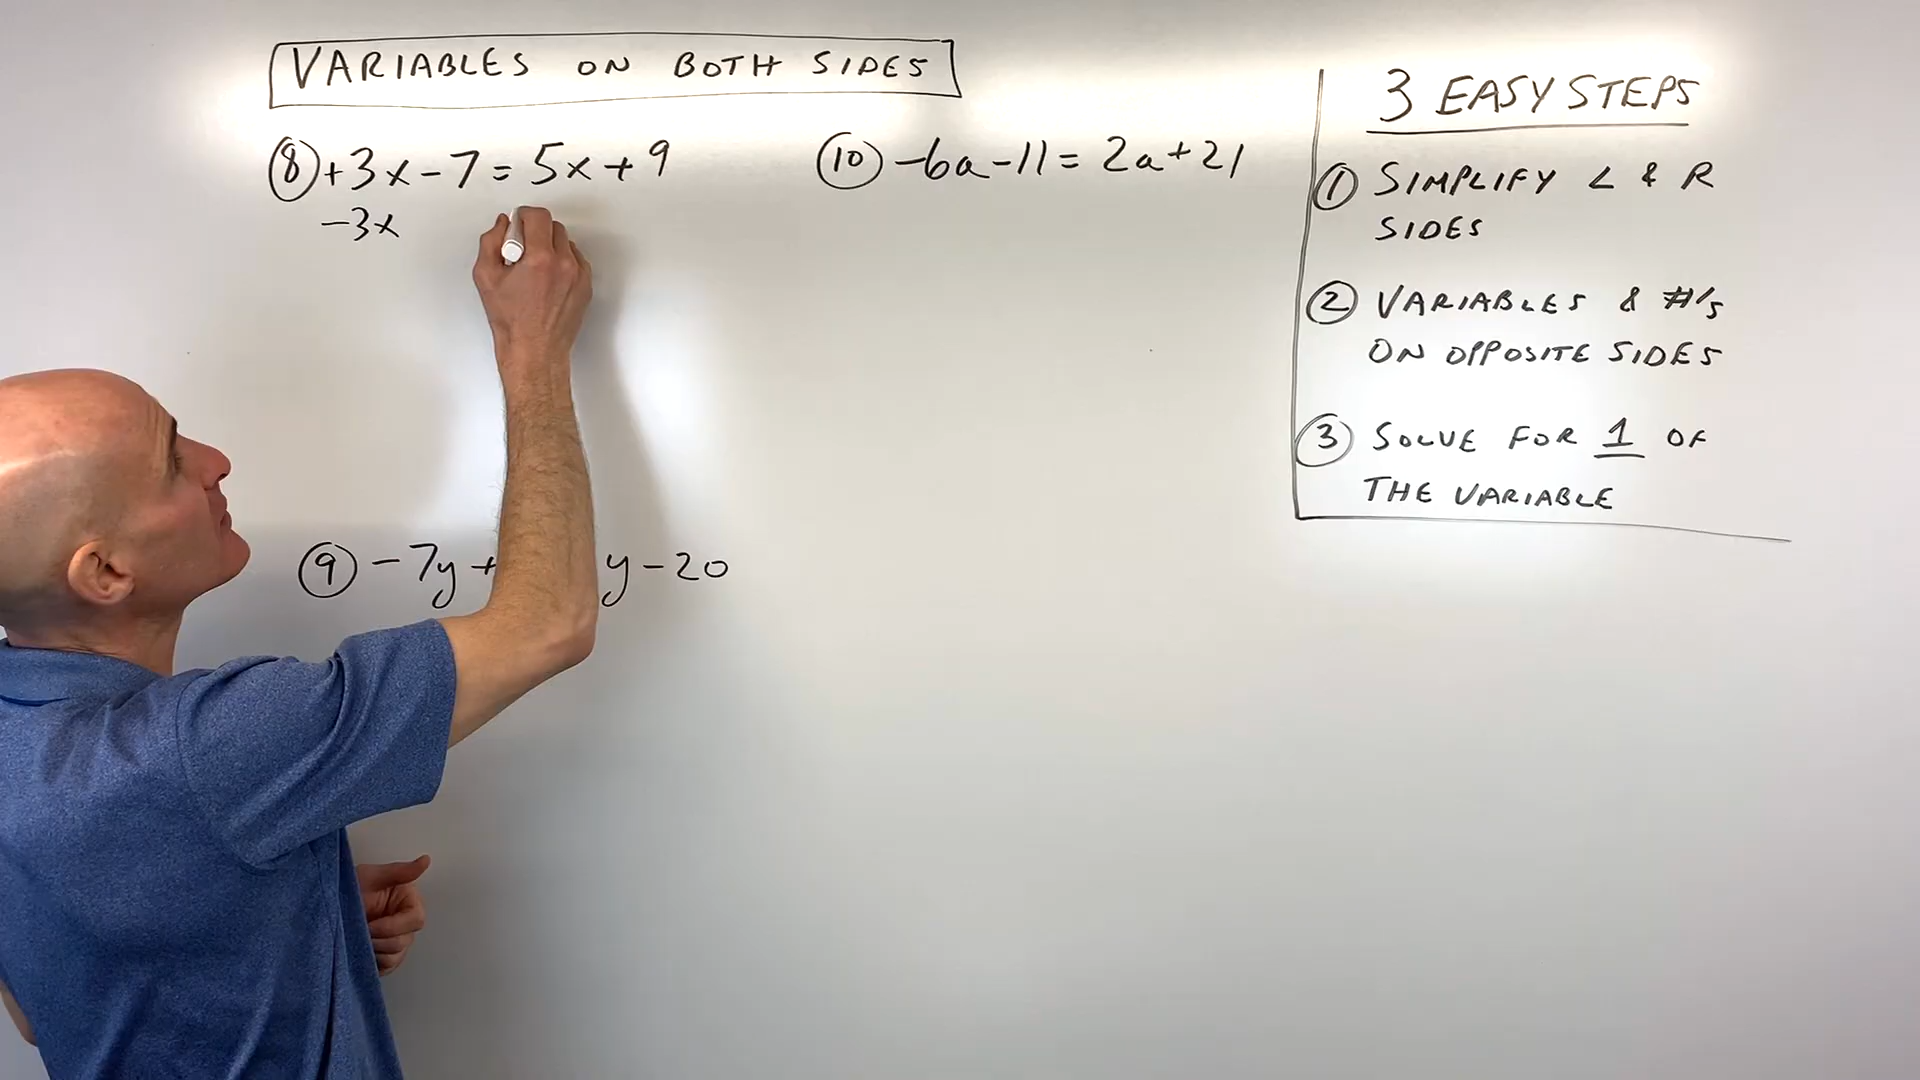 VARIABLES ON BOTH SIDES
⑧ +3x - 7 = 5x + 9
-3x
⑩ -6a - 11 = 2a + 21
⑨ -7y + y - 20
3 EASY STEPS
① SIMPLIFY L & R
SIDES
② VARIABLES & #'s
ON OPPOSITE SIDES
③ SOLVE FOR 1 OF
THE VARIABLE